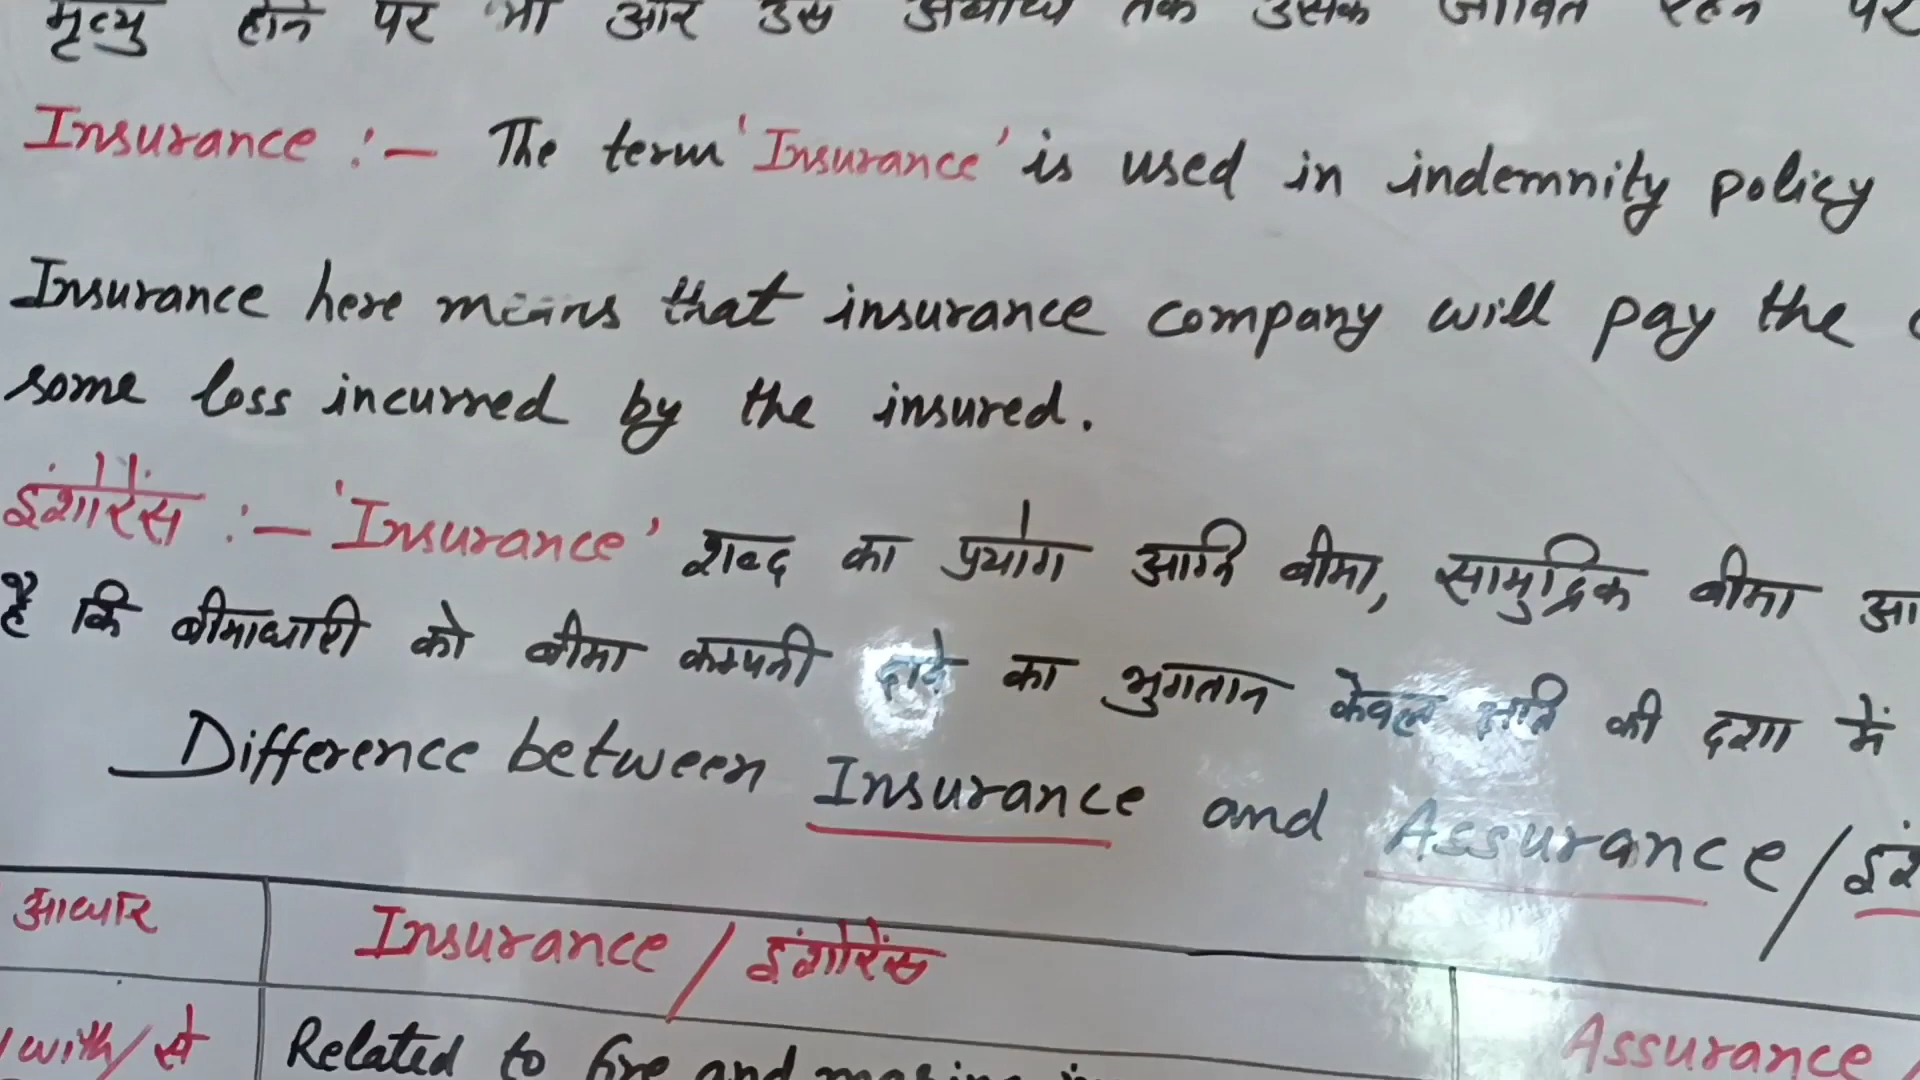 मृत्यु होने पर भी और उस अवधि तक उसके जीवित रहने पर
Insurance :- The term 'Insurance' is used in indemnity policy
Insurance here means that insurance company will pay the
some loss incurred by the insured.
इंशोरेंस :- 'Insurance' शब्द का प्रयोग अग्नि बीमा, सामुद्रिक बीमा
है कि बीमाधारी को बीमा कम्पनी दावे का भुगतान केवल क्षति की दशा में
Difference between Insurance and Assurance /
आधार Insurance / इंशोरेंस
Assurance
with / से Related to fire and marine